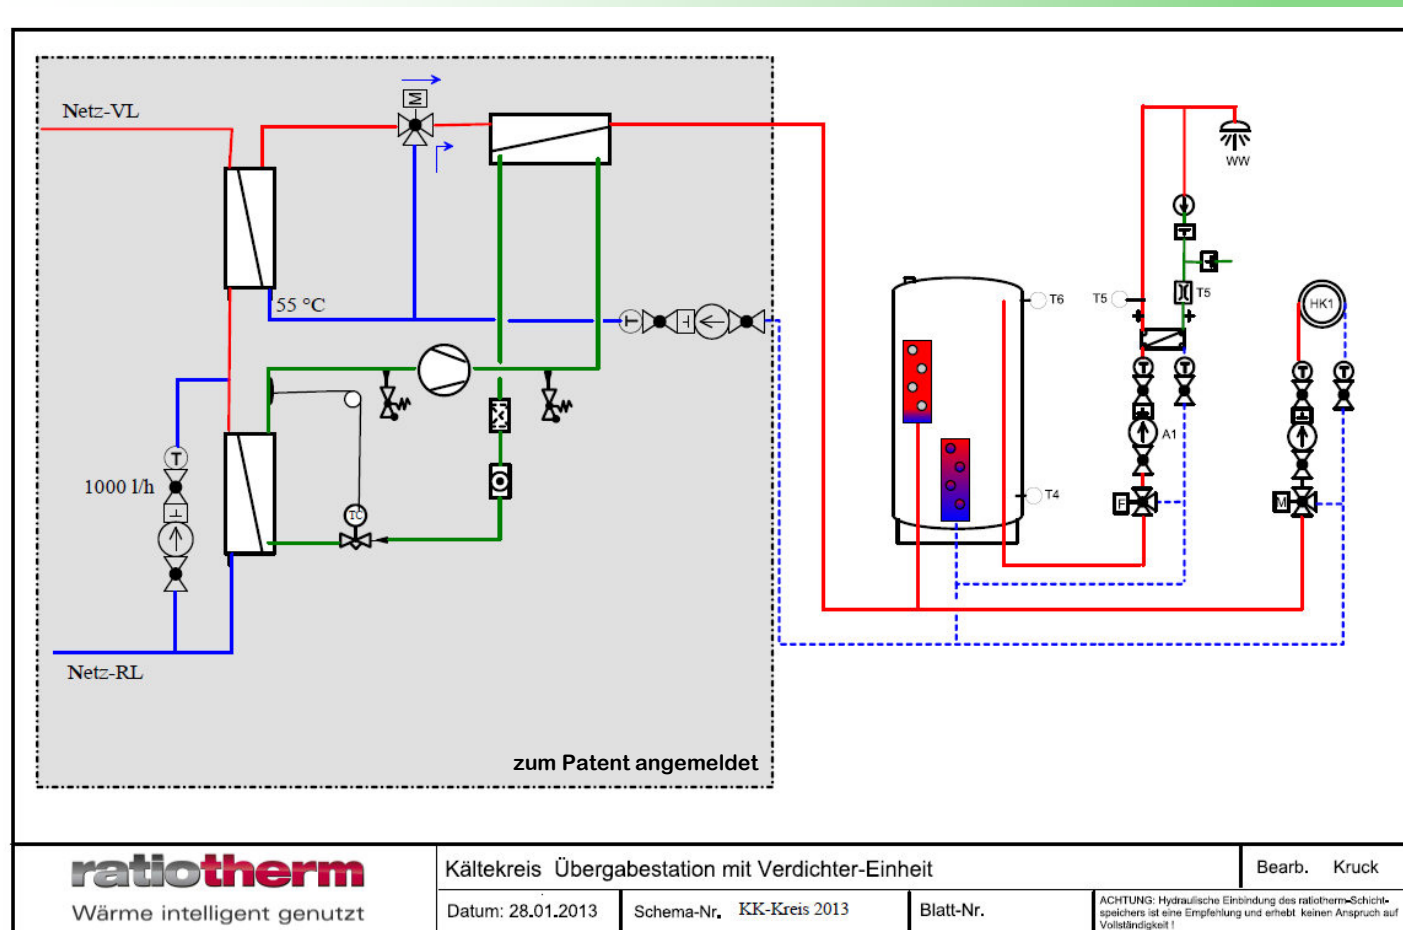 Netz-VL
M
WW
55 °C
T
T6
T5
T5
HK1
T
T
T
T
1000 l/h
T
A1
TC
T4
F
M
Netz-RL
zum Patent angemeldet
ratiotherm
Wärme intelligent genutzt
Kältekreis Übergabestation mit Verdichter-Einheit
Bearb. Kruck
Datum: 28.01.2013
Schema-Nr. KK-Kreis 2013
Blatt-Nr.
ACHTUNG: Hydraulische Einbindung des ratiotherm-Schicht-
speichers ist eine Empfehlung und erhebt keinen Anspruch auf
Vollständigkeit !